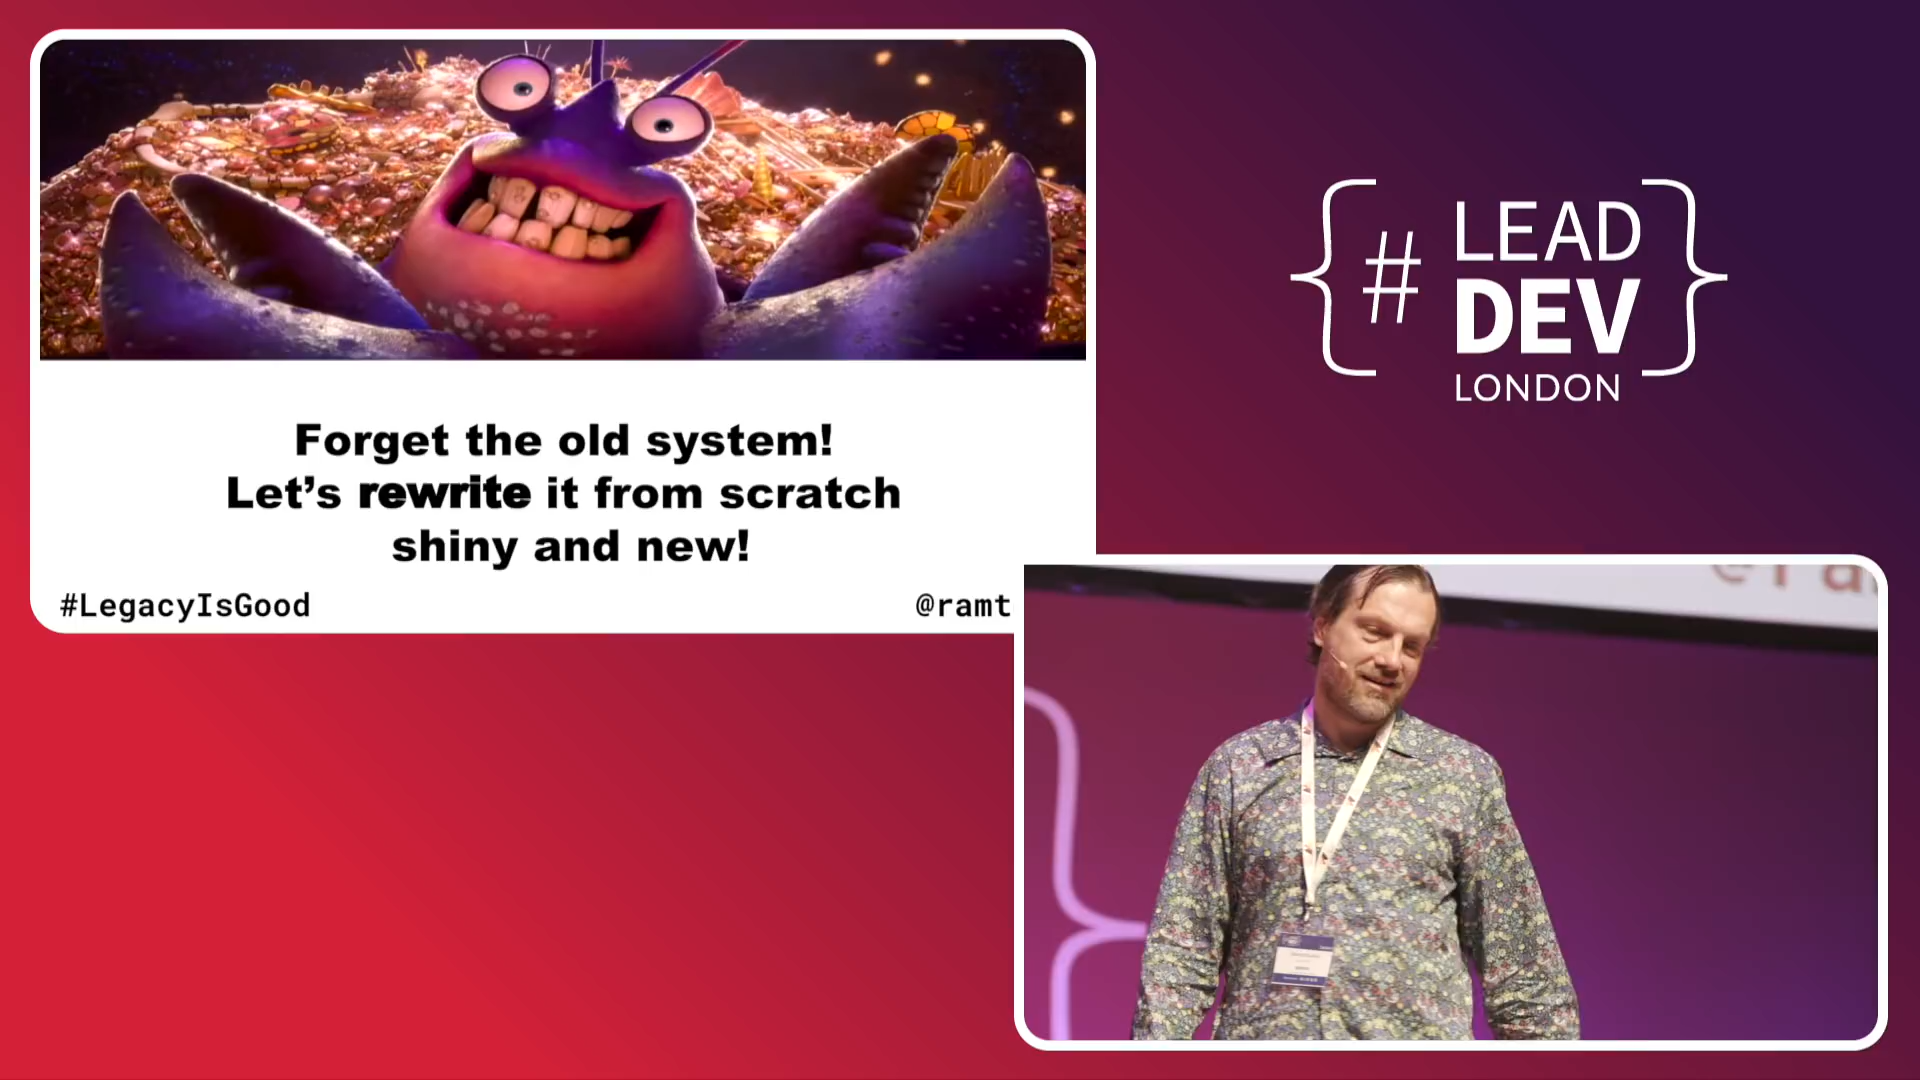 Forget the old system!
Let's rewrite it from scratch
shiny and new!
#LegacyIsGood
@ramt
{# LEAD
DEV
LONDON}